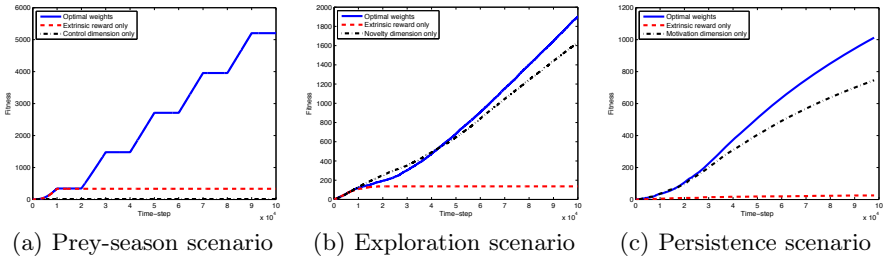 6000
5000
4000
3000
2000
1000
0
Fitness
Optimal weights
Extrinsic reward only
Control dimension only
0 1 2 3 4 5 6 7 8 9 10
Time-step
x 10^4
(a) Prey-season scenario
2000
1800
1600
1400
1200
1000
800
600
400
200
0
Fitness
Optimal weights
Extrinsic reward only
Novelty dimension only
0 1 2 3 4 5 6 7 8 9 10
Time-step
x 10^4
(b) Exploration scenario
1200
1000
800
600
400
200
0
Fitness
Optimal weights
Extrinsic reward only
Motivation dimension only
0 1 2 3 4 5 6 7 8 9 10
Time-step
x 10^4
(c) Persistence scenario